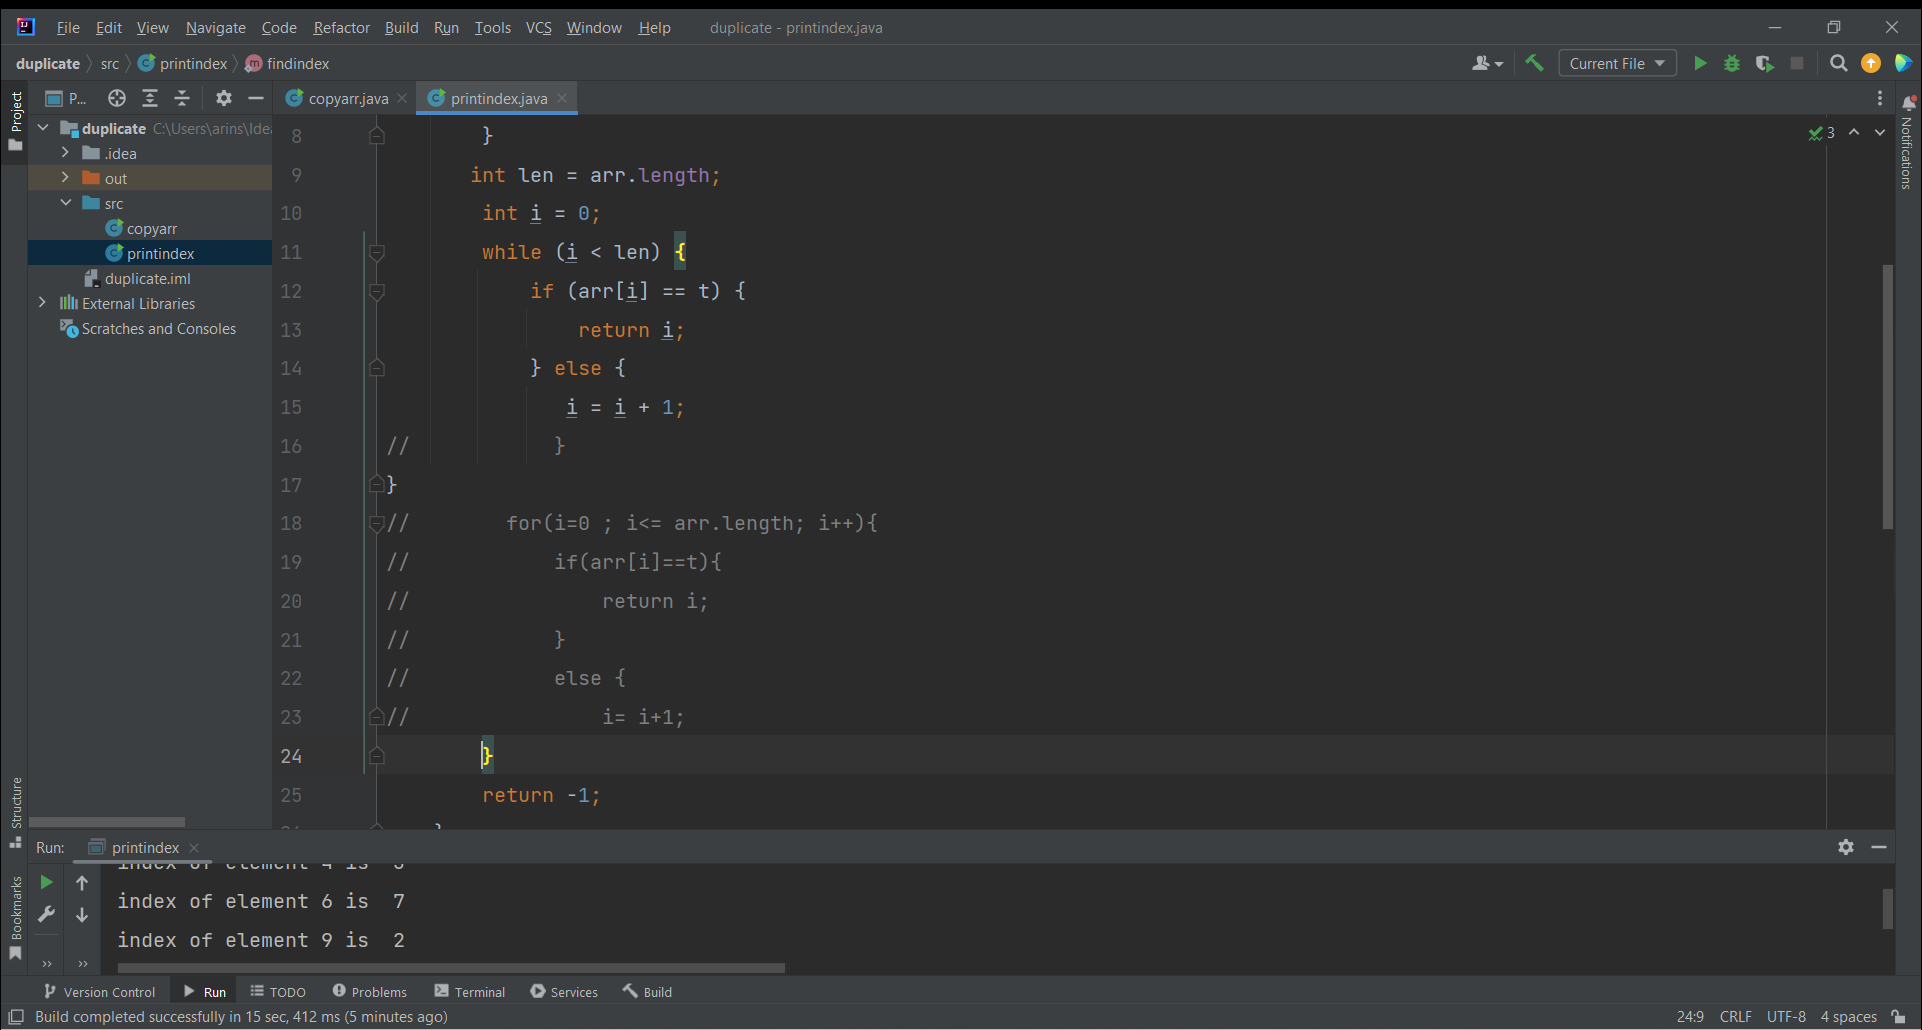 File Edit View Navigate Code Refactor Build Run Tools VCS Window Help duplicate - printindex.java
duplicate src printindex findindex Current File
Project
P...
copyarr.java
printindex.java
duplicate C:\Users\arins\Ide
.idea
out
src
copyarr
printindex
duplicate.iml
External Libraries
Scratches and Consoles
3
Notifications
8 }
9 int len = arr.length;
10 int i = 0;
11 while (i < len) {
12 if (arr[i] == t) {
13 return i;
14 } else {
15 i = i + 1;
16 // }
17 }
18 // for(i=0 ; i<= arr.length; i++){
19 // if(arr[i]==t){
20 // return i;
21 // }
22 // else {
23 // i= i+1;
24 }
25 return -1;
Structure
Bookmarks
Run: printindex
index of element 4 is
index of element 6 is  7
index of element 9 is  2
Version Control Run TODO Problems Terminal Services Build
Build completed successfully in 15 sec, 412 ms (5 minutes ago) 24:9 CRLF UTF-8 4 spaces